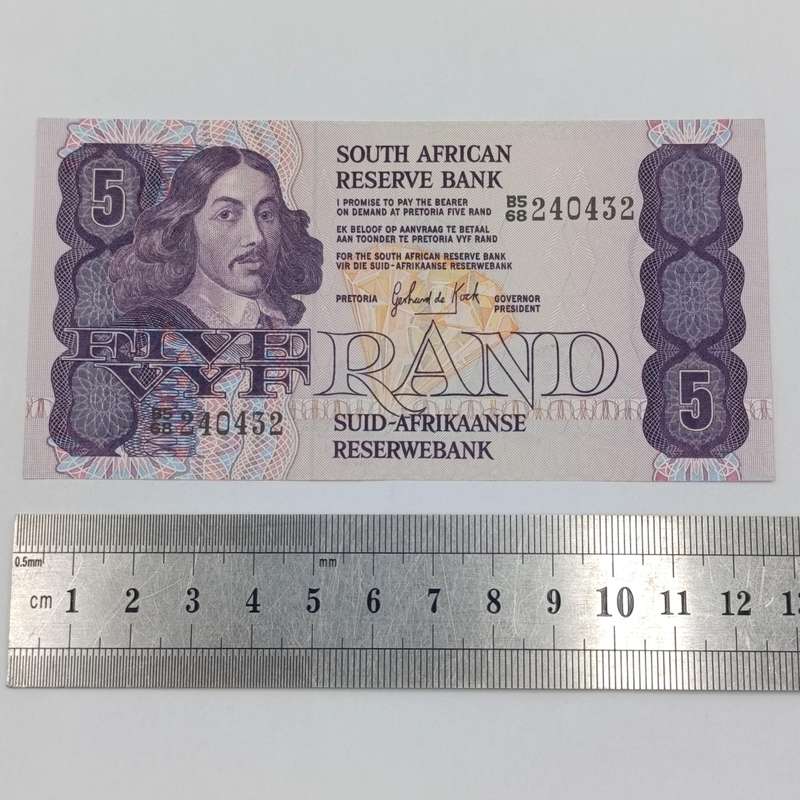 5
SOUTH AFRICAN
RESERVE BANK
I PROMISE TO PAY THE BEARER
ON DEMAND AT PRETORIA FIVE RAND
B5
68 240432
EK BELOOF OP AANVRAAG TE BETAAL
AAN TOONDER TE PRETORIA VYF RAND
FOR THE SOUTH AFRICAN RESERVE BANK
VIR DIE SUID-AFRIKAANSE RESERWEBANK
PRETORIA Gerhard de Kock GOVERNOR
PRESIDENT
FIVE
VYF RAND
5
B5
68 240432
SUID-AFRIKAANSE
RESERWEBANK
0.5mm mm
cm 1 2 3 4 5 6 7 8 9 10 11 12